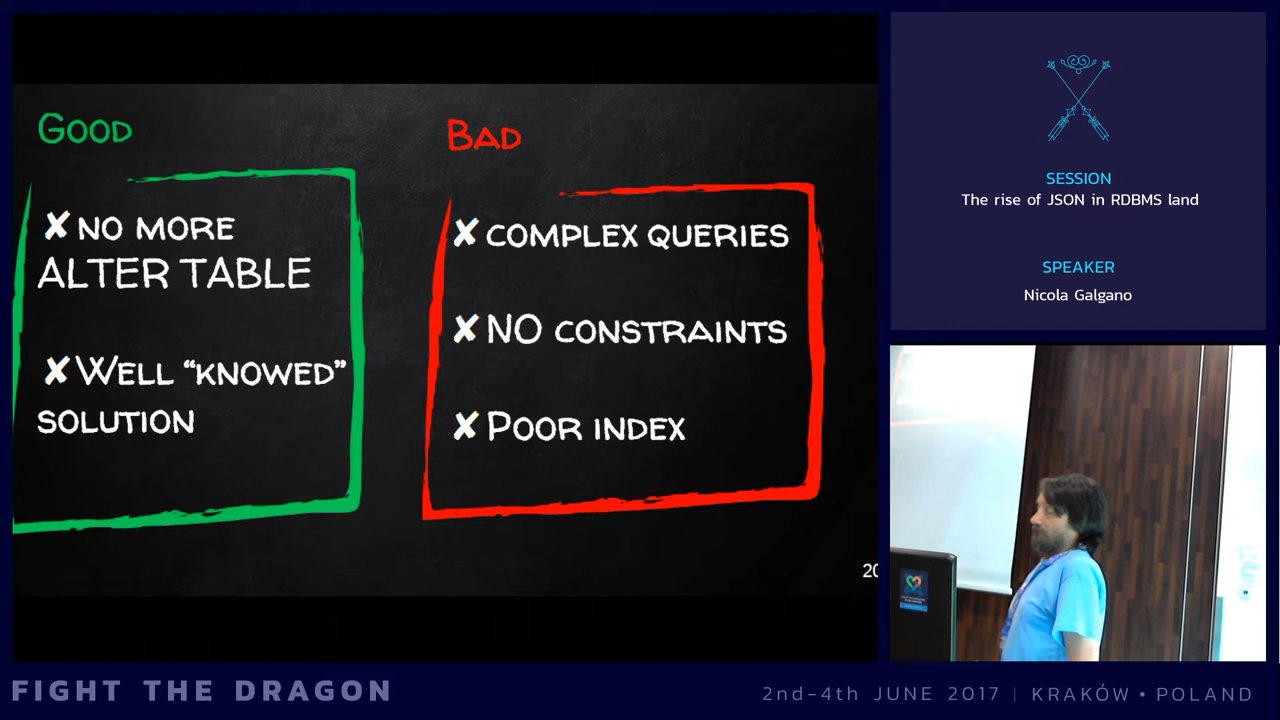 GOOD
✘ NO MORE
ALTER TABLE
✘ WELL “KNOWED”
SOLUTION
BAD
✘ COMPLEX QUERIES
✘ NO CONSTRAINTS
✘ POOR INDEX
20
SESSION
The rise of JSON in RDBMS land
SPEAKER
Nicola Galgano
FIGHT THE DRAGON
2nd-4th JUNE 2017 | KRAKÓW • POLAND